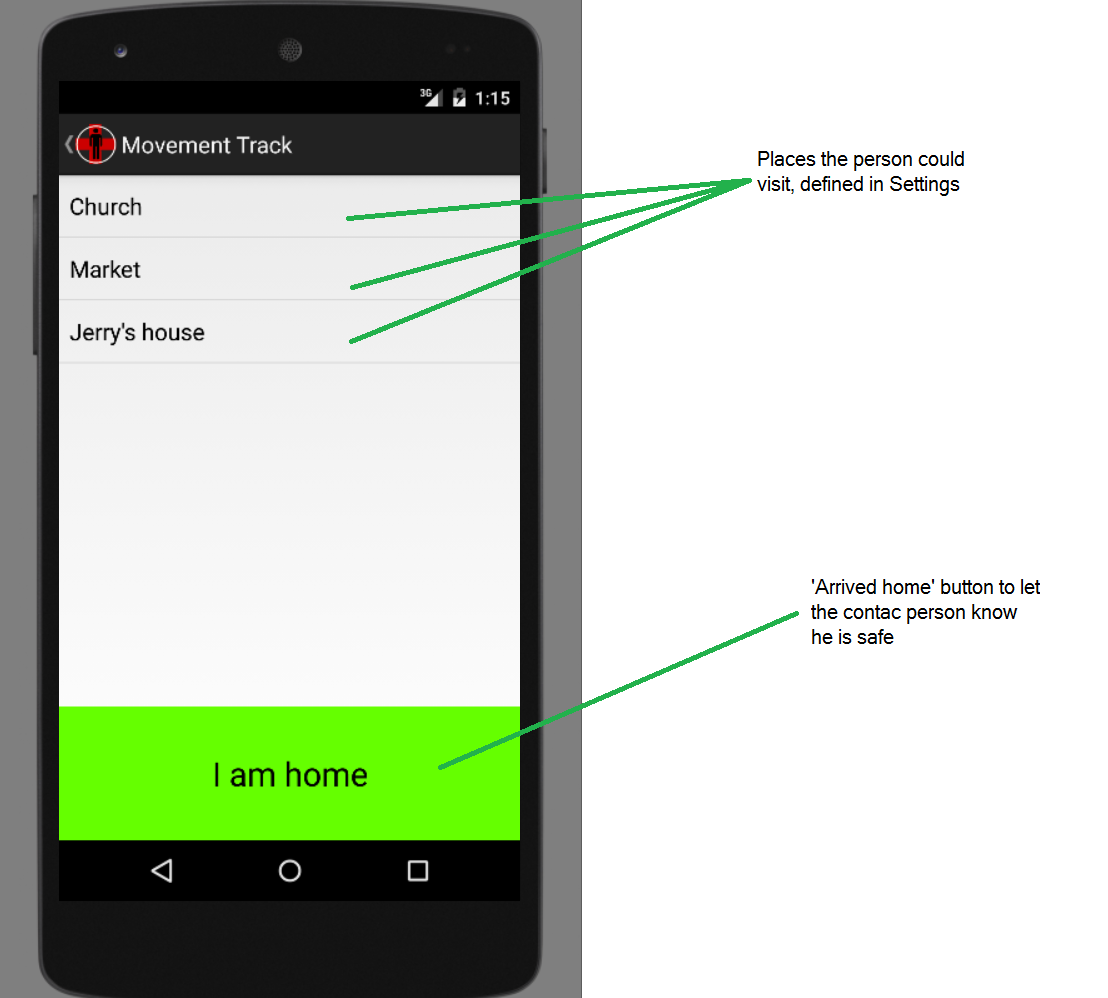 3G 1:15
Movement Track
Church
Market
Jerry's house
I am home
Places the person could
visit, defined in Settings
'Arrived home' button to let
the contac person know
he is safe